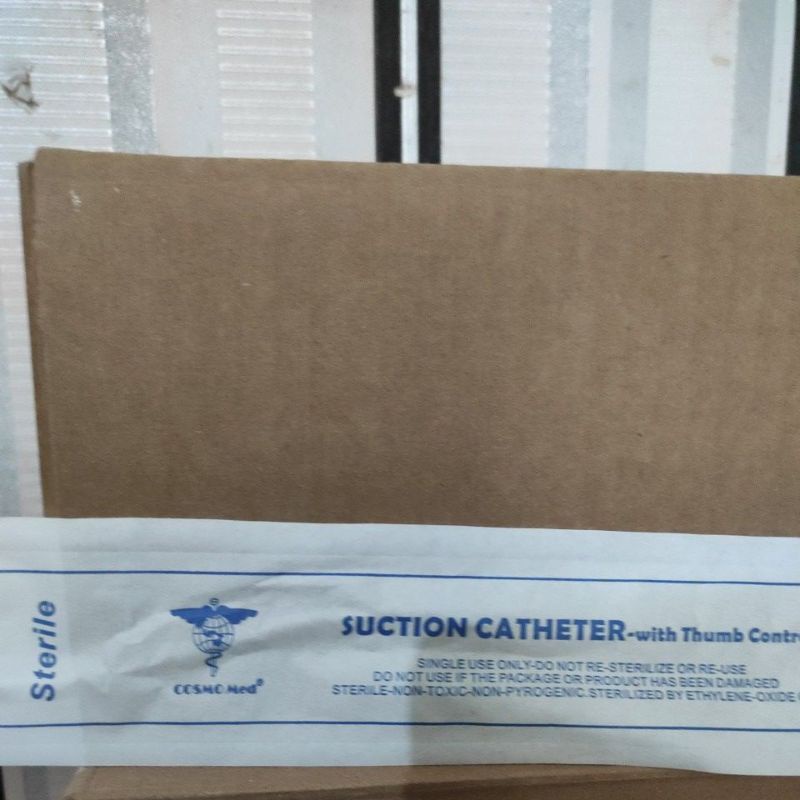 Sterile
COSMO Med®
SUCTION CATHETER-with Thumb Contro
SINGLE USE ONLY-DO NOT RE-STERILIZE OR RE-USE
DO NOT USE IF THE PACKAGE OR PRODUCT HAS BEEN DAMAGED
STERILE-NON-TOXIC-NON-PYROGENIC.STERILIZED BY ETHYLENE-OXIDE